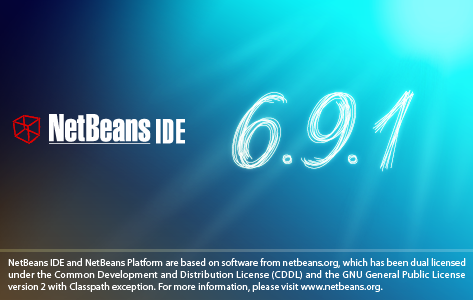 NetBeans IDE 6.9.1
NetBeans IDE and NetBeans Platform are based on software from netbeans.org, which has been dual licensed
under the Common Development and Distribution License (CDDL) and the GNU General Public License
version 2 with Classpath exception. For more information, please visit www.netbeans.org.